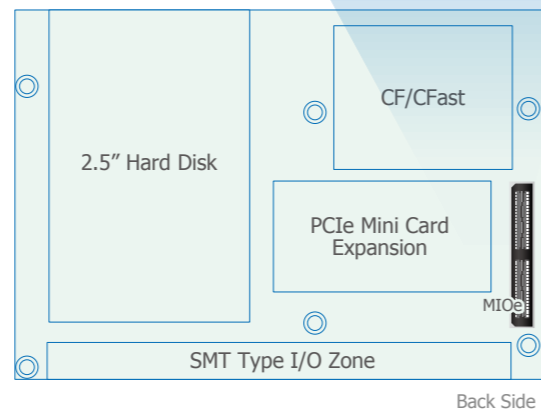 CF/CFast
2.5” Hard Disk
PCIe Mini Card
Expansion
MIOe
SMT Type I/O Zone
Back Side